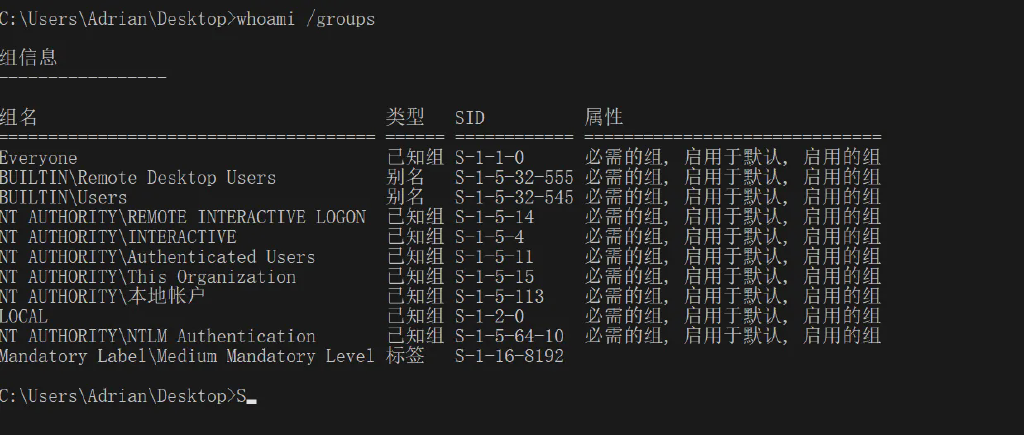 C:\Users\Adrian\Desktop>whoami /groups
组信息
-----------------
组名 类型 SID 属性
====================================== ====== ============ ==============================
Everyone 已知组 S-1-1-0 必需的组, 启用于默认, 启用的组
BUILTIN\Remote Desktop Users 别名 S-1-5-32-555 必需的组, 启用于默认, 启用的组
BUILTIN\Users 别名 S-1-5-32-545 必需的组, 启用于默认, 启用的组
NT AUTHORITY\REMOTE INTERACTIVE LOGON 已知组 S-1-5-14 必需的组, 启用于默认, 启用的组
NT AUTHORITY\INTERACTIVE 已知组 S-1-5-4 必需的组, 启用于默认, 启用的组
NT AUTHORITY\Authenticated Users 已知组 S-1-5-11 必需的组, 启用于默认, 启用的组
NT AUTHORITY\This Organization 已知组 S-1-5-15 必需的组, 启用于默认, 启用的组
NT AUTHORITY\本地帐户 已知组 S-1-5-113 必需的组, 启用于默认, 启用的组
LOCAL 已知组 S-1-2-0 必需的组, 启用于默认, 启用的组
NT AUTHORITY\NTLM Authentication 已知组 S-1-5-64-10 必需的组, 启用于默认, 启用的组
Mandatory Label\Medium Mandatory Level 标签 S-1-16-8192
C:\Users\Adrian\Desktop>S